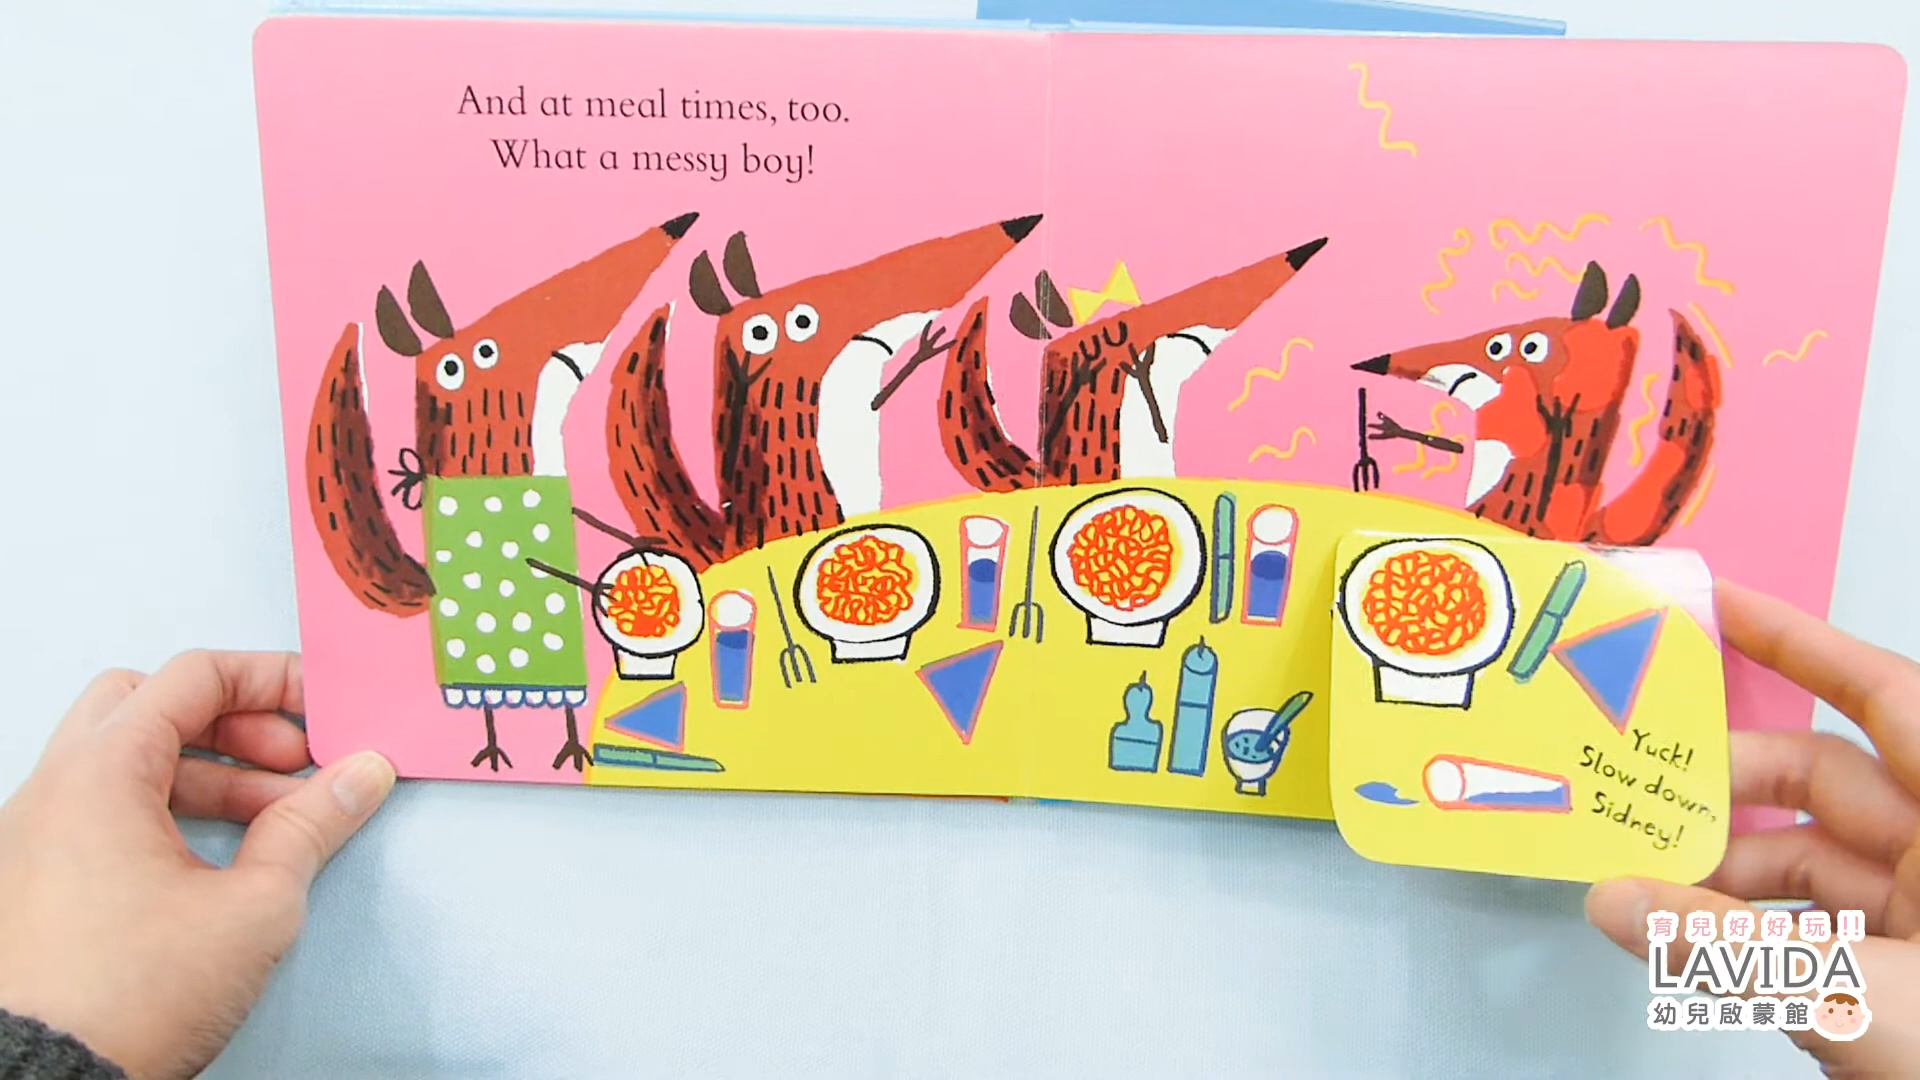 And at meal times, too.
What a messy boy!
Yuck!
Slow down,
Sidney!
育兒好好玩!!
LAVIDA
幼兒啟蒙館